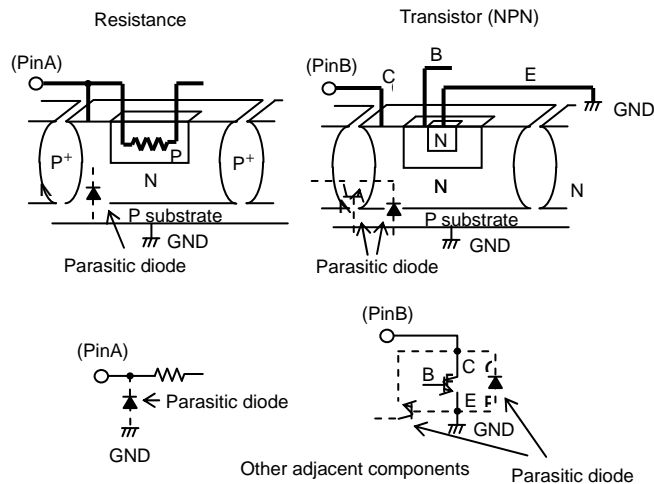 Resistance
Transistor (NPN)
(PinA)
P+
P
P+
N
P substrate
GND
Parasitic diode
(PinB)
C
B
E
GND
N
N
N
P substrate
GND
Parasitic diode
(PinA)
Parasitic diode
GND
(PinB)
C
B
E
GND
Other adjacent components
Parasitic diode